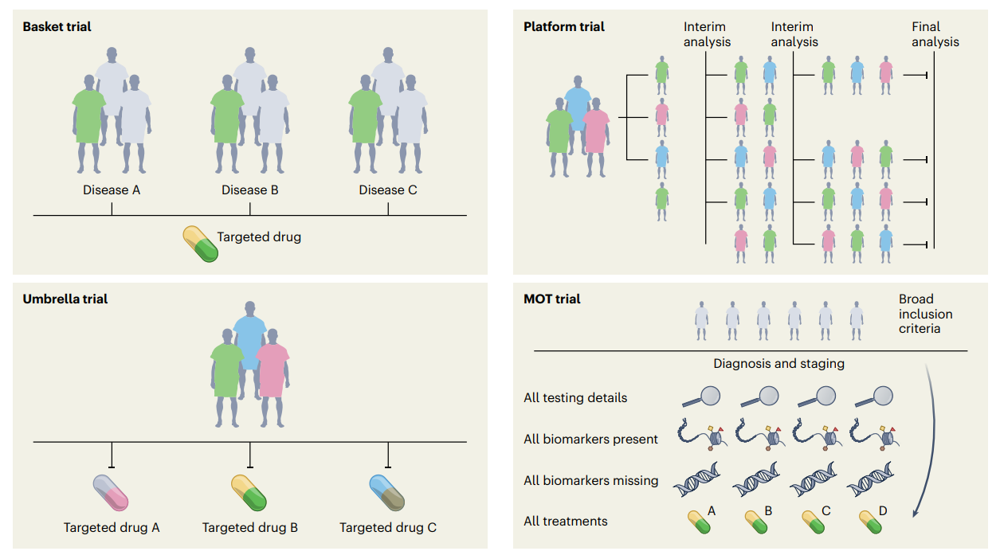 Basket trial
Disease A
Disease B
Disease C
Targeted drug
Platform trial
Interim
analysis
Interim
analysis
Final
analysis
Umbrella trial
Targeted drug A
Targeted drug B
Targeted drug C
MOT trial
Broad
inclusion
criteria
Diagnosis and staging
All testing details
All biomarkers present
All biomarkers missing
All treatments
A
B
C
D